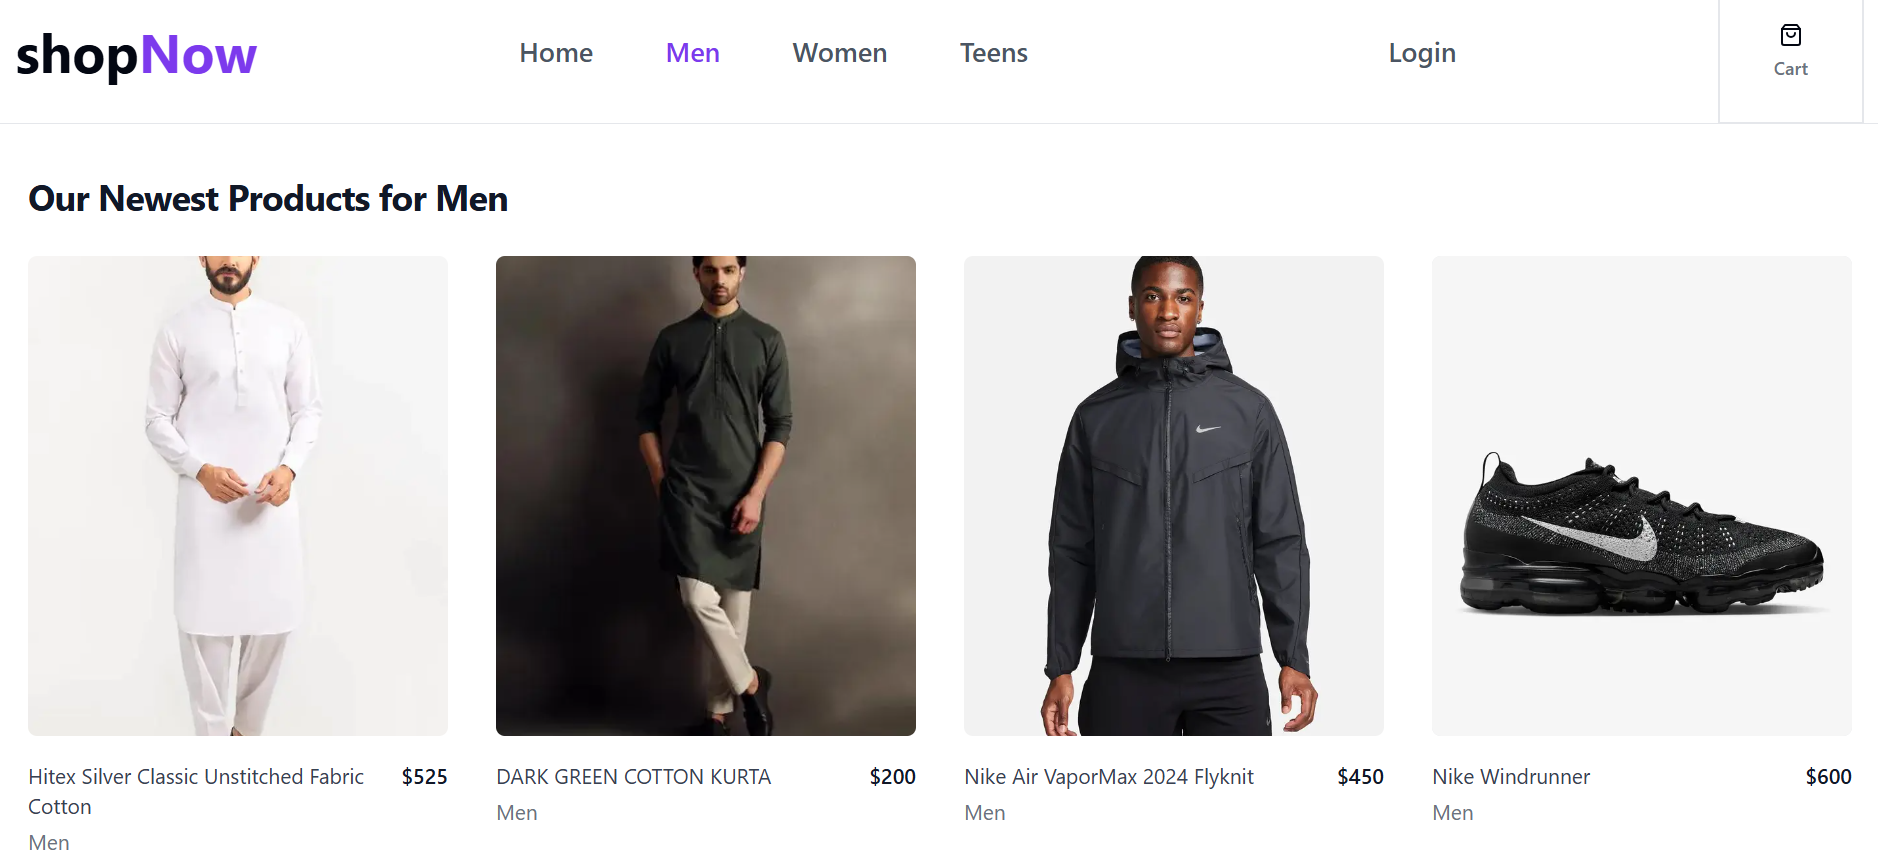 shopNow
Home
Men
Women
Teens
Login
Cart
Our Newest Products for Men
Hitex Silver Classic Unstitched Fabric
Cotton
$525
Men
DARK GREEN COTTON KURTA
$200
Men
Nike Air VaporMax 2024 Flyknit
$450
Men
Nike Windrunner
$600
Men